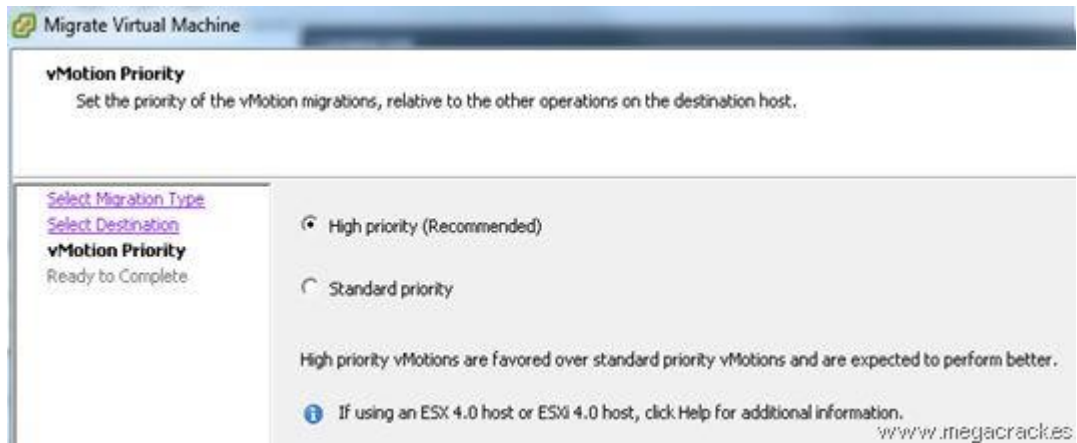 Migrate Virtual Machine
vMotion Priority
Set the priority of the vMotion migrations, relative to the other operations on the destination host.
Select Migration Type
Select Destination
vMotion Priority
Ready to Complete
High priority (Recommended)
Standard priority
High priority vMotions are favored over standard priority vMotions and are expected to perform better.
If using an ESX 4.0 host or ESXi 4.0 host, click Help for additional information.
www.megacrack.es